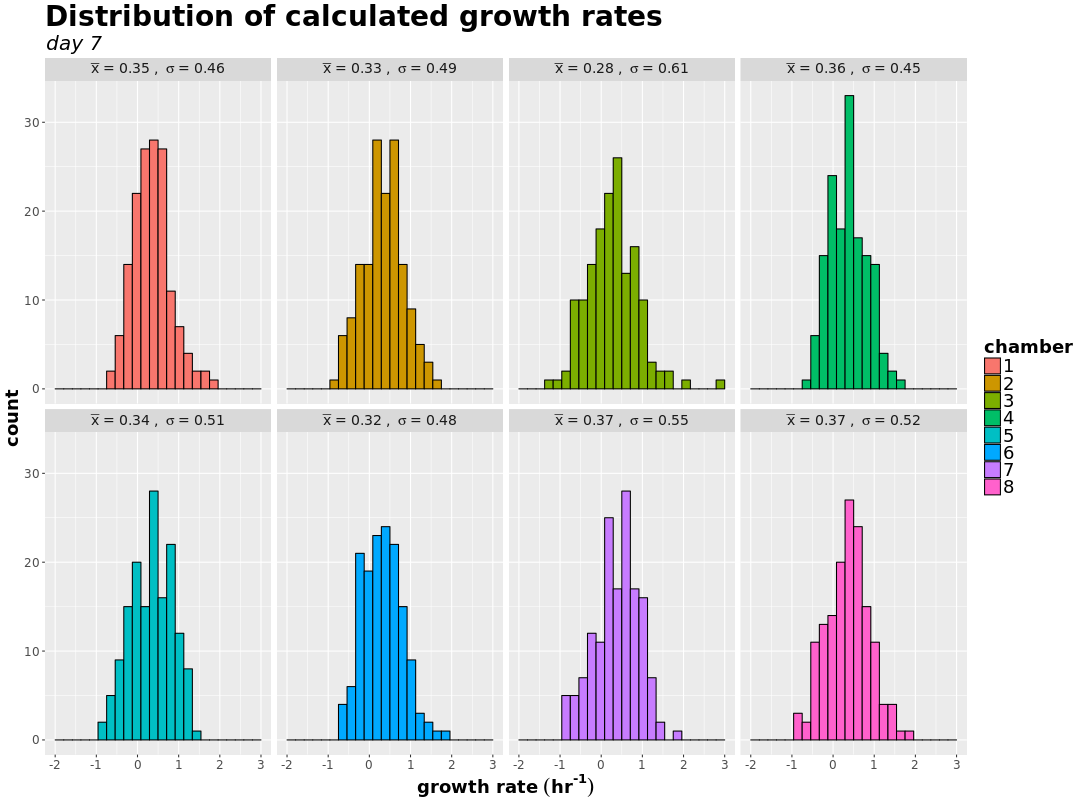 Distribution of calculated growth rates
day 7
x̅ = 0.35 , σ = 0.46
x̅ = 0.33 , σ = 0.49
x̅ = 0.28 , σ = 0.61
x̅ = 0.36 , σ = 0.45
30
20
10
0
x̅ = 0.34 , σ = 0.51
x̅ = 0.32 , σ = 0.48
x̅ = 0.37 , σ = 0.55
x̅ = 0.37 , σ = 0.52
30
20
10
0
-2 -1 0 1 2 3
-2 -1 0 1 2 3
-2 -1 0 1 2 3
-2 -1 0 1 2 3
count
growth rate (hr⁻¹)
chamber
1
2
3
4
5
6
7
8